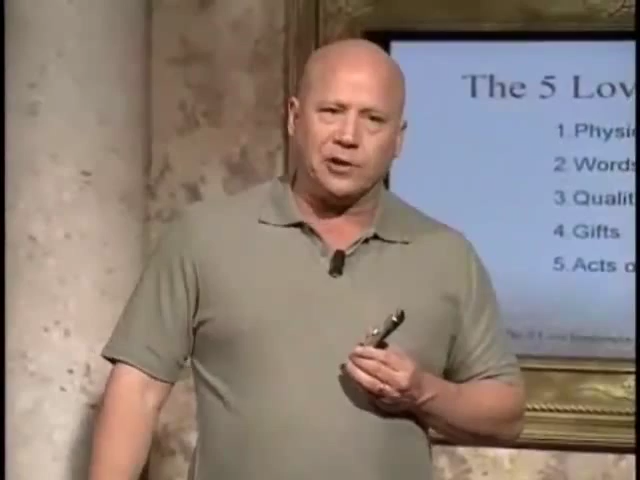 The 5 Lov
1.Physi
2.Words
3.Qualit
4.Gifts
5.Acts o